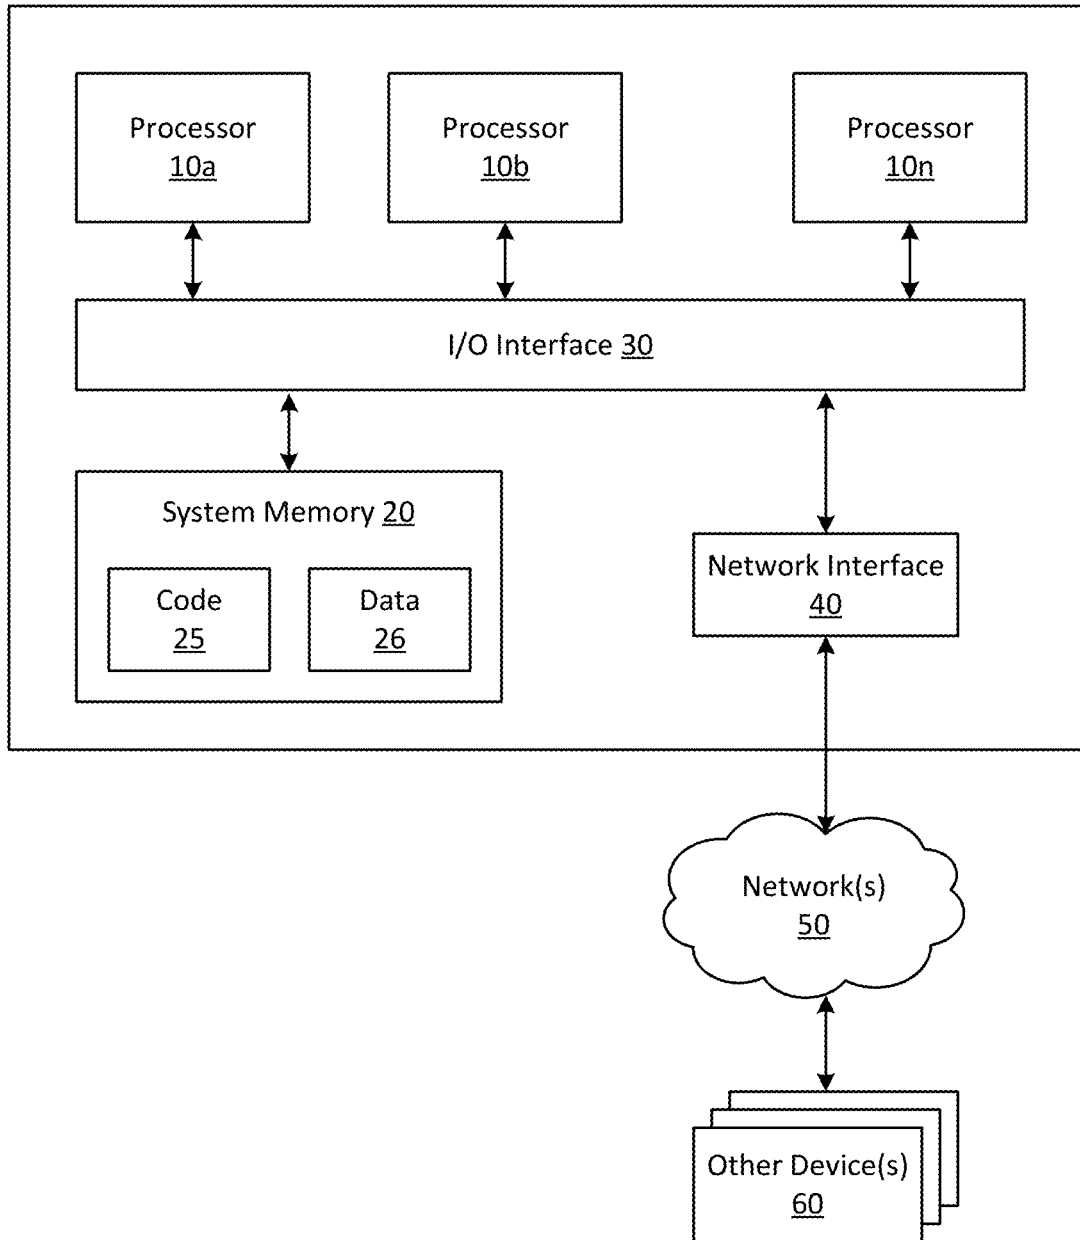 Processor
10a
Processor
10b
Processor
10n
I/O Interface 30
System Memory 20
Code
25
Data
26
Network Interface
40
Network(s)
50
Other Device(s)
60